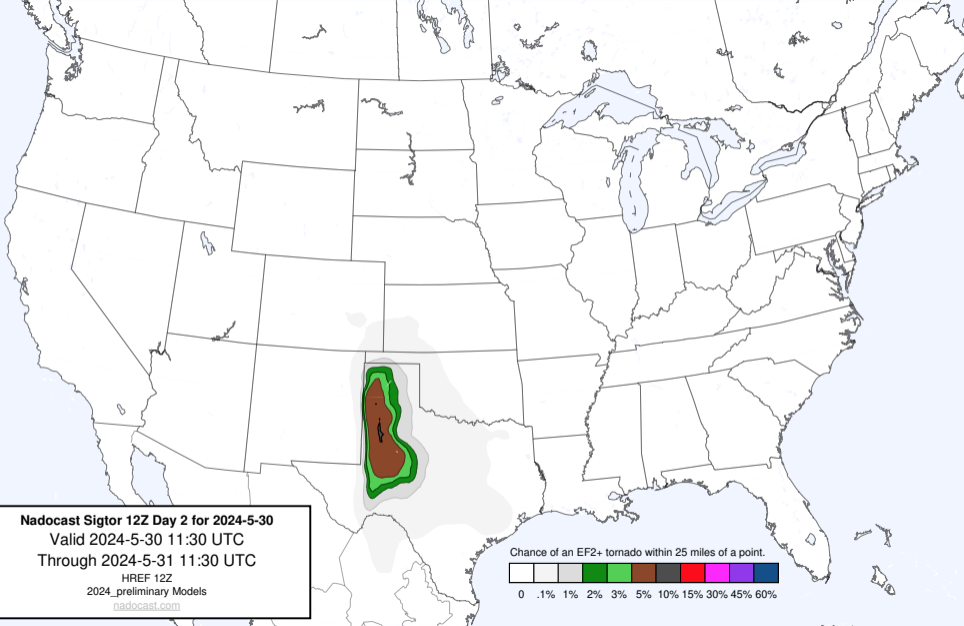 Nadocast Sigtor 12Z Day 2 for 2024-5-30
Valid 2024-5-30 11:30 UTC
Through 2024-5-31 11:30 UTC
HREF 12Z
2024_preliminary Models
nadocast.com
Chance of an EF2+ tornado within 25 miles of a point.
0 .1% 1% 2% 3% 5% 10% 15% 30% 45% 60%